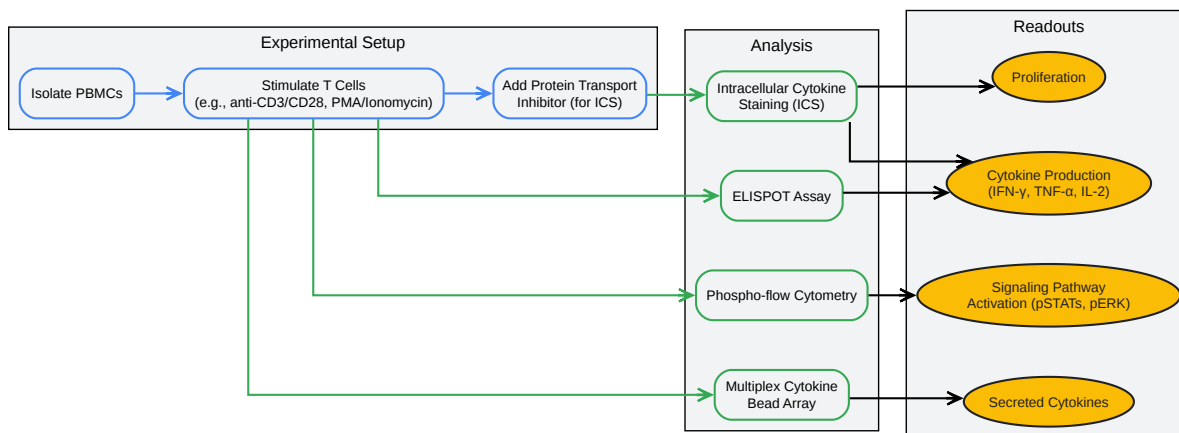 Experimental Setup
Isolate PBMCs
Stimulate T Cells
(e.g., anti-CD3/CD28, PMA/Ionomycin)
Add Protein Transport
Inhibitor (for ICS)
Analysis
Intracellular Cytokine
Staining (ICS)
ELISPOT Assay
Phospho-flow Cytometry
Multiplex Cytokine
Bead Array
Readouts
Proliferation
Cytokine Production
(IFN-γ, TNF-α, IL-2)
Signaling Pathway
Activation (pSTATs, pERK)
Secreted Cytokines